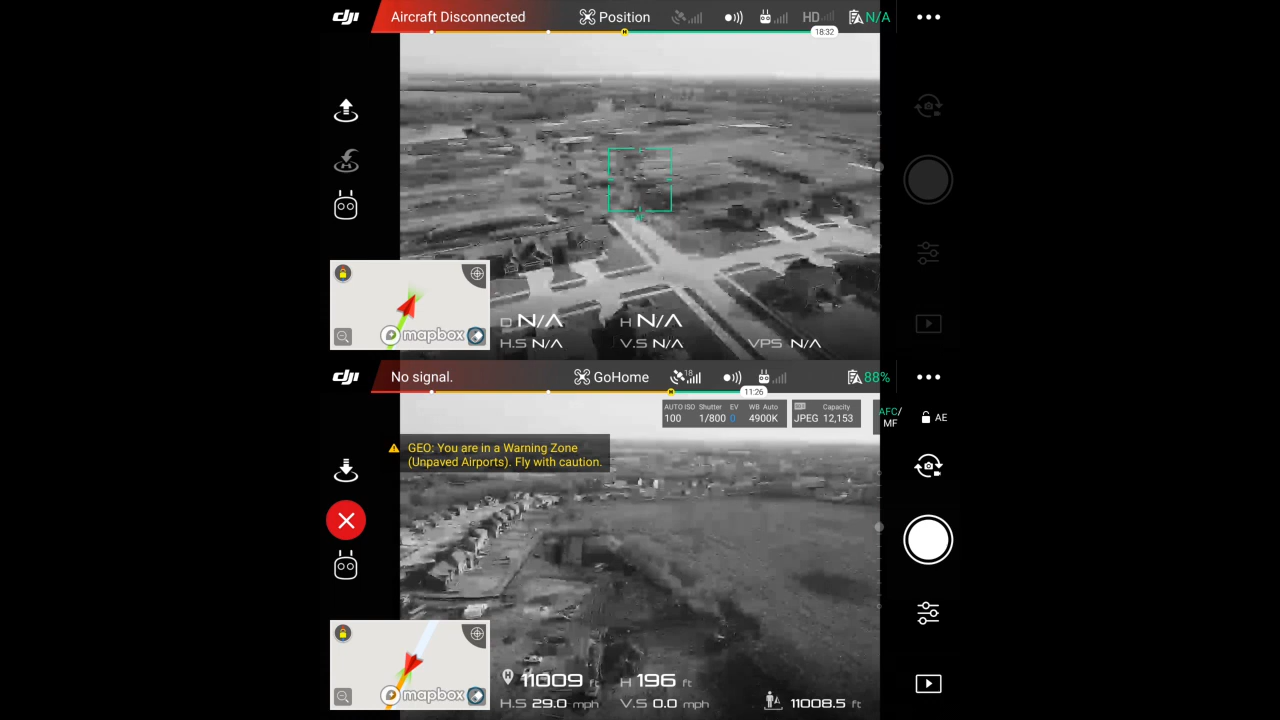 dji Aircraft Disconnected Position HD N/A
H 18:32
D N/A H N/A
H.S N/A V.S N/A VPS N/A
mapbox
dji No signal. GoHome 18 88%
H 11:26
AUTO ISO Shutter EV WB Auto Capacity
100 1/800 0 4900K JPEG 12,153
AFC/
MF
AE
GEO: You are in a Warning Zone
(Unpaved Airports). Fly with caution.
11009 ft H 196 ft
H.S 29.0 mph V.S 0.0 mph 11008.5 ft
mapbox